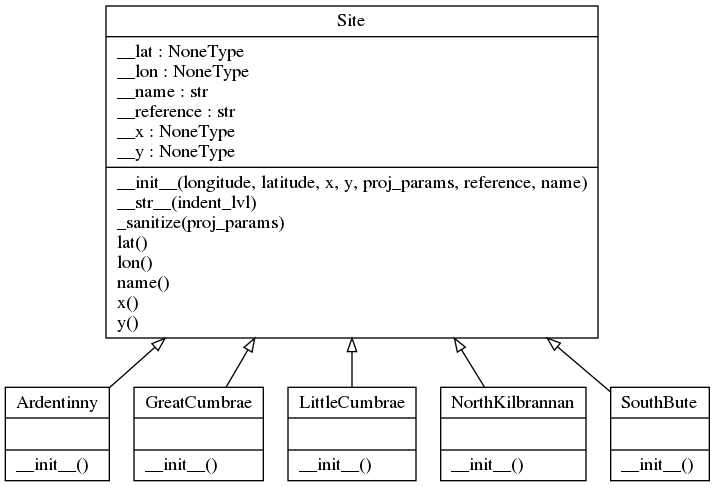 Site
__lat : NoneType
__lon : NoneType
__name : str
__reference : str
__x : NoneType
__y : NoneType
__init__(longitude, latitude, x, y, proj_params, reference, name)
__str__(indent_lvl)
_sanitize(proj_params)
lat()
lon()
name()
x()
y()
Ardentinny
__init__()
GreatCumbrae
__init__()
LittleCumbrae
__init__()
NorthKilbrannan
__init__()
SouthBute
__init__()